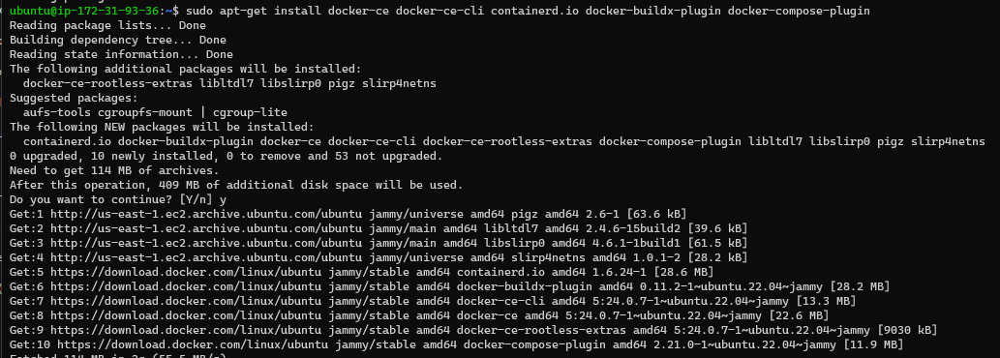 ubuntu@ip-172-31-93-36:~$ sudo apt-get install docker-ce docker-ce-cli containerd.io docker-buildx-plugin docker-compose-plugin
Reading package lists... Done
Building dependency tree... Done
Reading state information... Done
The following additional packages will be installed:
  docker-ce-rootless-extras libltdl7 libslirp0 pigz slirp4netns
Suggested packages:
  aufs-tools cgroupfs-mount | cgroup-lite
The following NEW packages will be installed:
  containerd.io docker-buildx-plugin docker-ce docker-ce-cli docker-ce-rootless-extras docker-compose-plugin libltdl7 libslirp0 pigz slirp4netns
0 upgraded, 10 newly installed, 0 to remove and 53 not upgraded.
Need to get 114 MB of archives.
After this operation, 409 MB of additional disk space will be used.
Do you want to continue? [Y/n] y
Get:1 http://us-east-1.ec2.archive.ubuntu.com/ubuntu jammy/universe amd64 pigz amd64 2.6-1 [63.6 kB]
Get:2 http://us-east-1.ec2.archive.ubuntu.com/ubuntu jammy/main amd64 libltdl7 amd64 2.4.6-15build2 [39.6 kB]
Get:3 http://us-east-1.ec2.archive.ubuntu.com/ubuntu jammy/main amd64 libslirp0 amd64 4.6.1-1build1 [61.5 kB]
Get:4 http://us-east-1.ec2.archive.ubuntu.com/ubuntu jammy/universe amd64 slirp4netns amd64 1.0.1-2 [28.2 kB]
Get:5 https://download.docker.com/linux/ubuntu jammy/stable amd64 containerd.io amd64 1.6.24-1 [28.6 MB]
Get:6 https://download.docker.com/linux/ubuntu jammy/stable amd64 docker-buildx-plugin amd64 0.11.2-1~ubuntu.22.04~jammy [28.2 MB]
Get:7 https://download.docker.com/linux/ubuntu jammy/stable amd64 docker-ce-cli amd64 5:24.0.7-1~ubuntu.22.04~jammy [13.3 MB]
Get:8 https://download.docker.com/linux/ubuntu jammy/stable amd64 docker-ce amd64 5:24.0.7-1~ubuntu.22.04~jammy [22.6 MB]
Get:9 https://download.docker.com/linux/ubuntu jammy/stable amd64 docker-ce-rootless-extras amd64 5:24.0.7-1~ubuntu.22.04~jammy [9030 kB]
Get:10 https://download.docker.com/linux/ubuntu jammy/stable amd64 docker-compose-plugin amd64 2.21.0-1~ubuntu.22.04~jammy [11.9 MB]